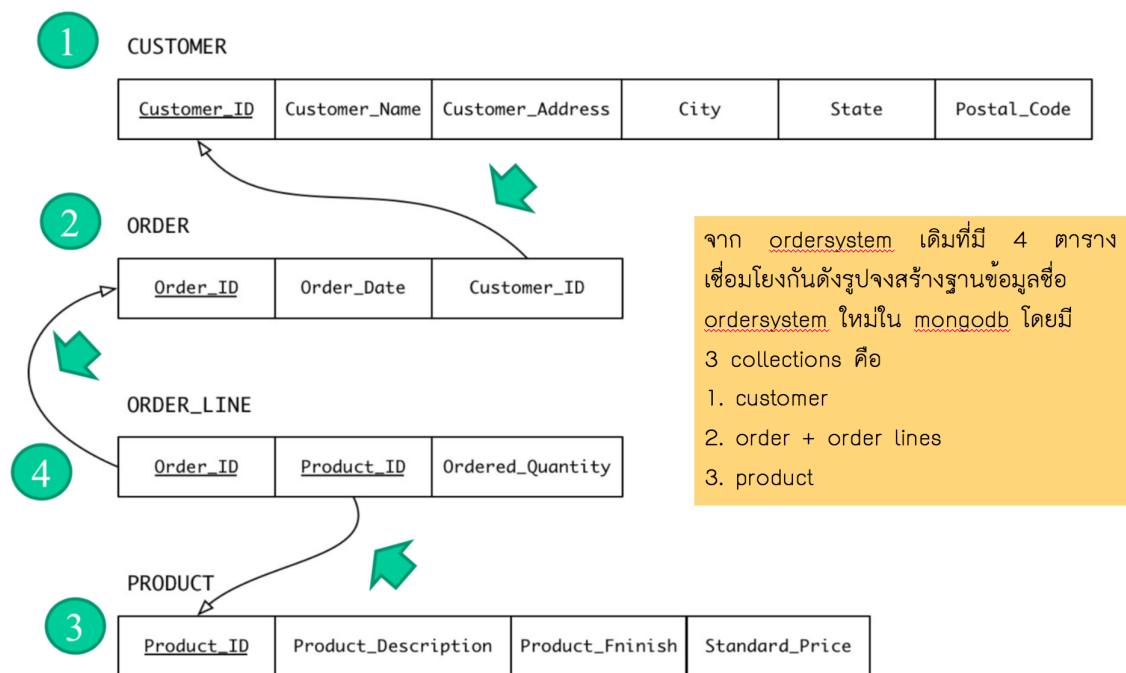 1
CUSTOMER
Customer_ID Customer_Name Customer_Address City State Postal_Code
2
ORDER
Order_ID Order_Date Customer_ID
จาก ordersystem เดิมที่มี 4 ตาราง
เชื่อมโยงกันดังรูปจงสร้างฐานข้อมูลชื่อ
ordersystem ใหม่ใน mongodb โดยมี
3 collections คือ
1. customer
2. order + order lines
3. product
ORDER_LINE
4
Order_ID Product_ID Ordered_Quantity
PRODUCT
3
Product_ID Product_Description Product_Fninish Standard_Price